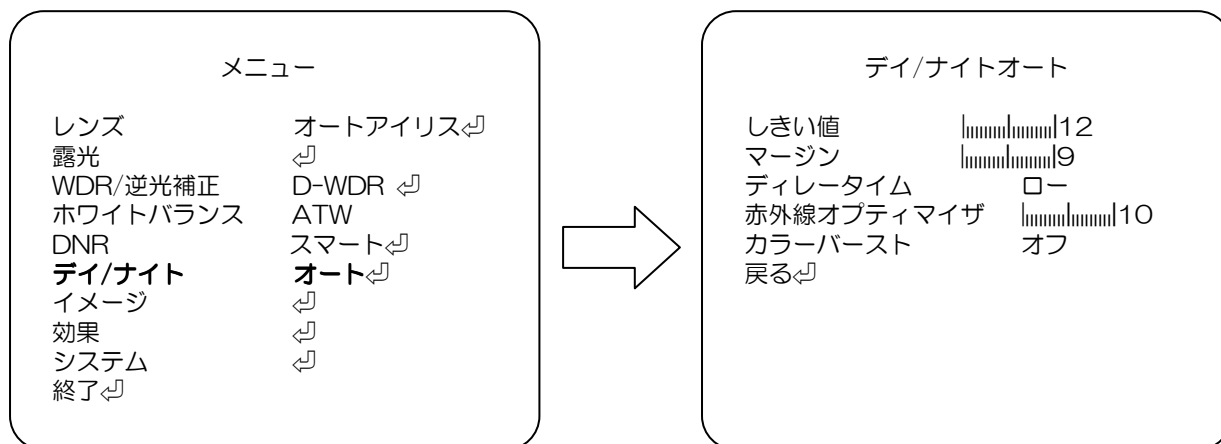 メニュー
レンズ オートアイリス⏎
露光 ⏎
WDR/逆光補正 D-WDR ⏎
ホワイトバランス ATW
DNR スマート⏎
デイ/ナイト オート⏎
イメージ ⏎
効果 ⏎
システム ⏎
終了⏎
デイ/ナイトオート
しきい値 12
マージン 9
ディレータイム ロー
赤外線オプティマイザ 10
カラーバースト オフ
戻る⏎